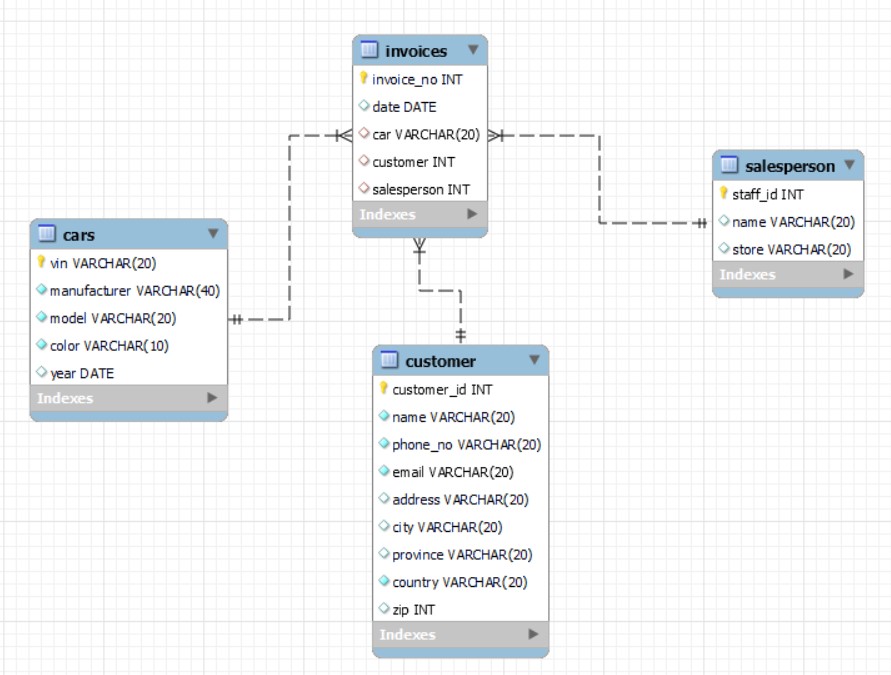 invoices
invoice_no INT
date DATE
car VARCHAR(20)
customer INT
salesperson INT
Indexes
salesperson
staff_id INT
name VARCHAR(20)
store VARCHAR(20)
Indexes
cars
vin VARCHAR(20)
manufacturer VARCHAR(40)
model VARCHAR(20)
color VARCHAR(10)
year DATE
Indexes
customer
customer_id INT
name VARCHAR(20)
phone_no VARCHAR(20)
email VARCHAR(20)
address VARCHAR(20)
city VARCHAR(20)
province VARCHAR(20)
country VARCHAR(20)
zip INT
Indexes